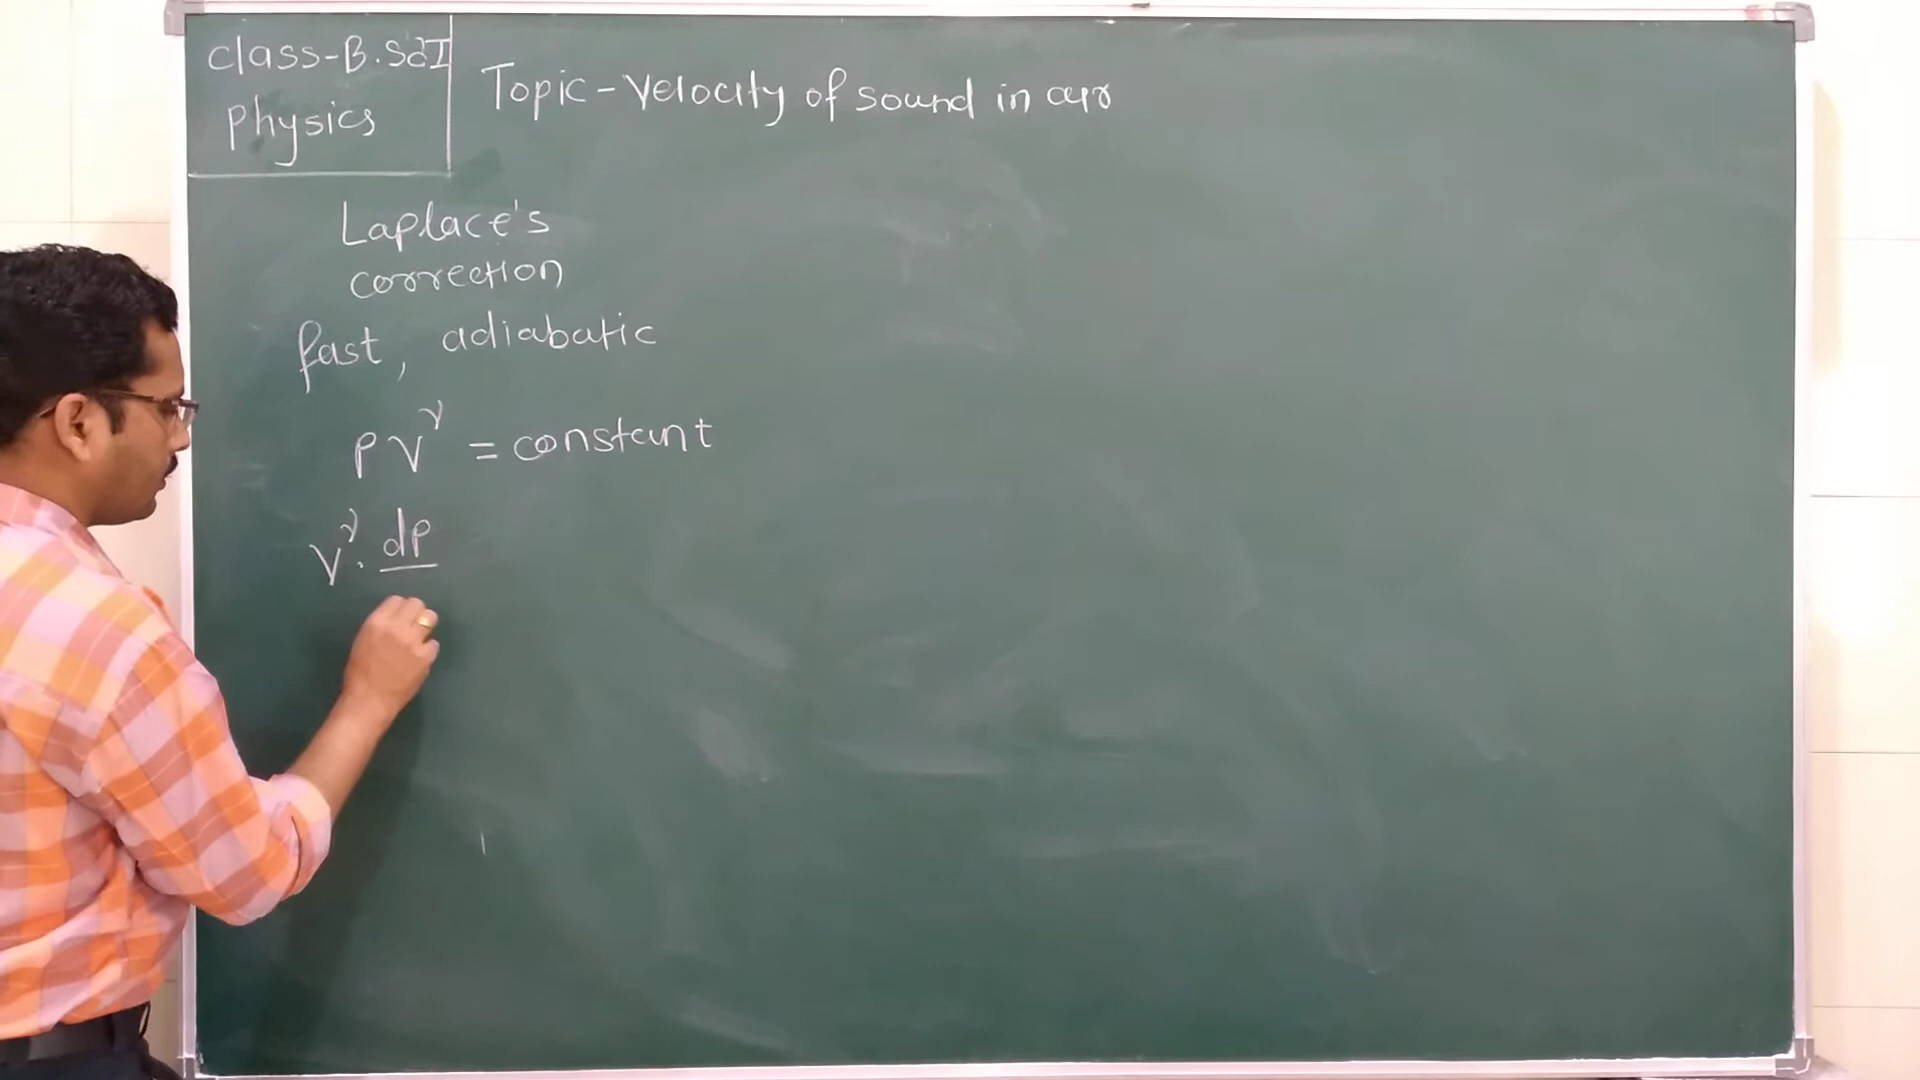 class-B.Sc I
Physics
Topic - Velocity of sound in air
Laplace's
correction
fast, adiabatic
PV^γ = constant
V^γ. dP